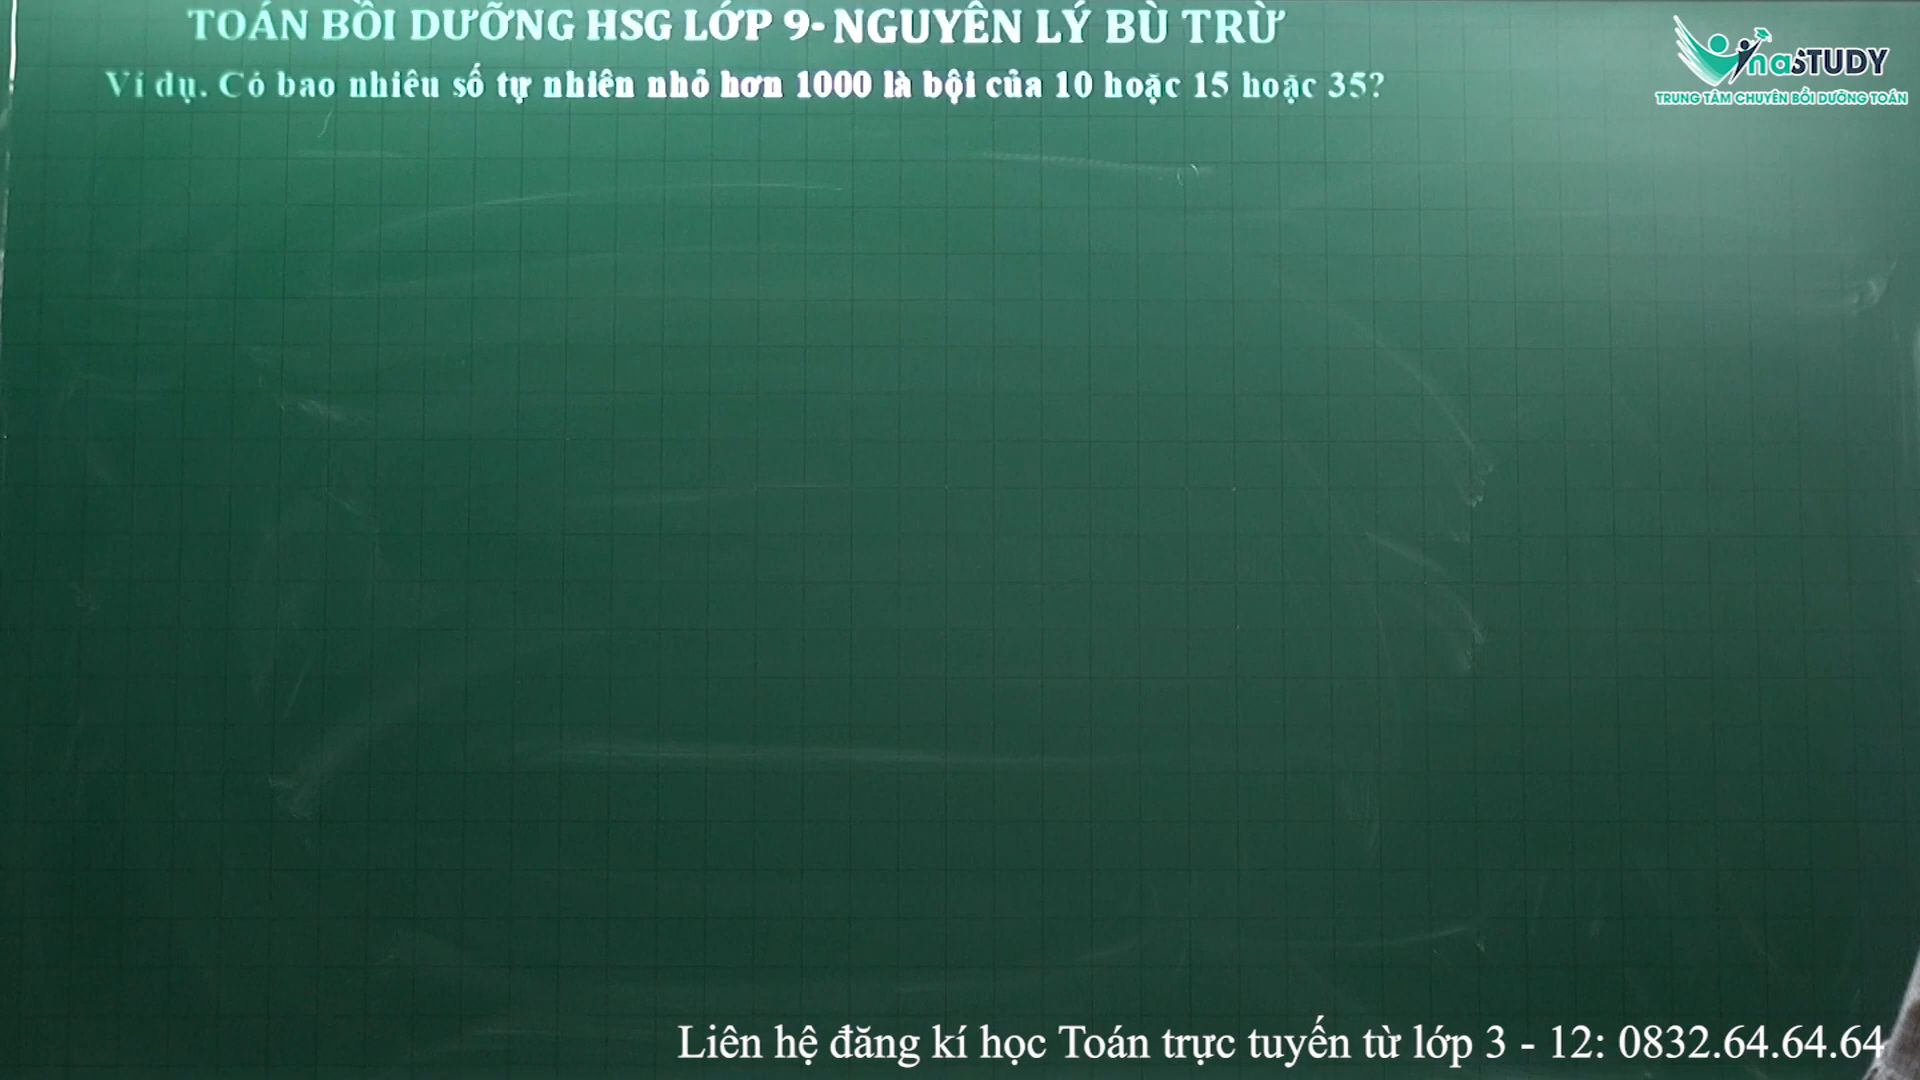 TOÁN BỒI DƯỠNG HSG LỚP 9- NGUYÊN LÝ BÙ TRỪ
Ví dụ. Có bao nhiêu số tự nhiên nhỏ hơn 1000 là bội của 10 hoặc 15 hoặc 35?
inaSTUDY
TRUNG TÂM CHUYÊN BỒI DƯỠNG TOÁN
Liên hệ đăng kí học Toán trực tuyến từ lớp 3 - 12: 0832.64.64.64